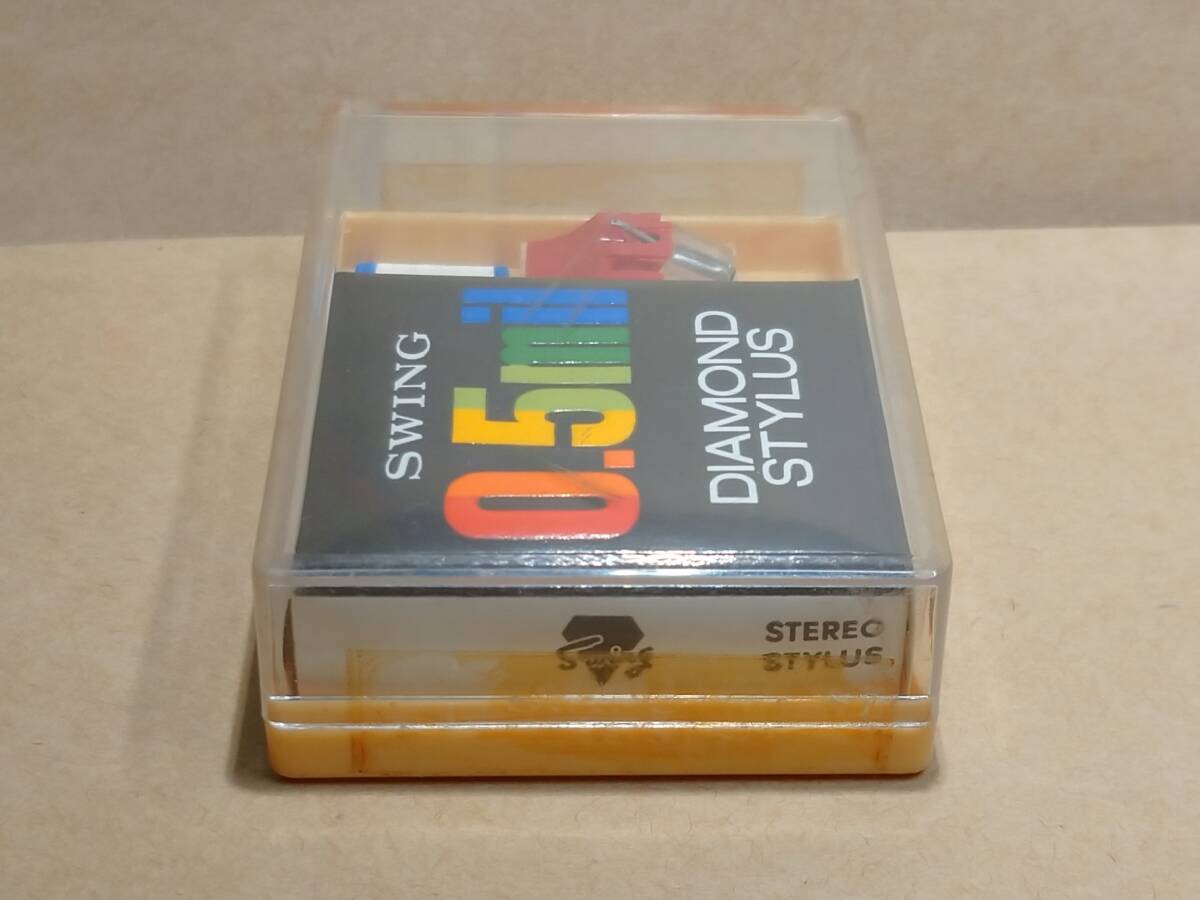 SWING
0.5mil
DIAMOND
STYLUS
Swing
STEREO
STYLUS